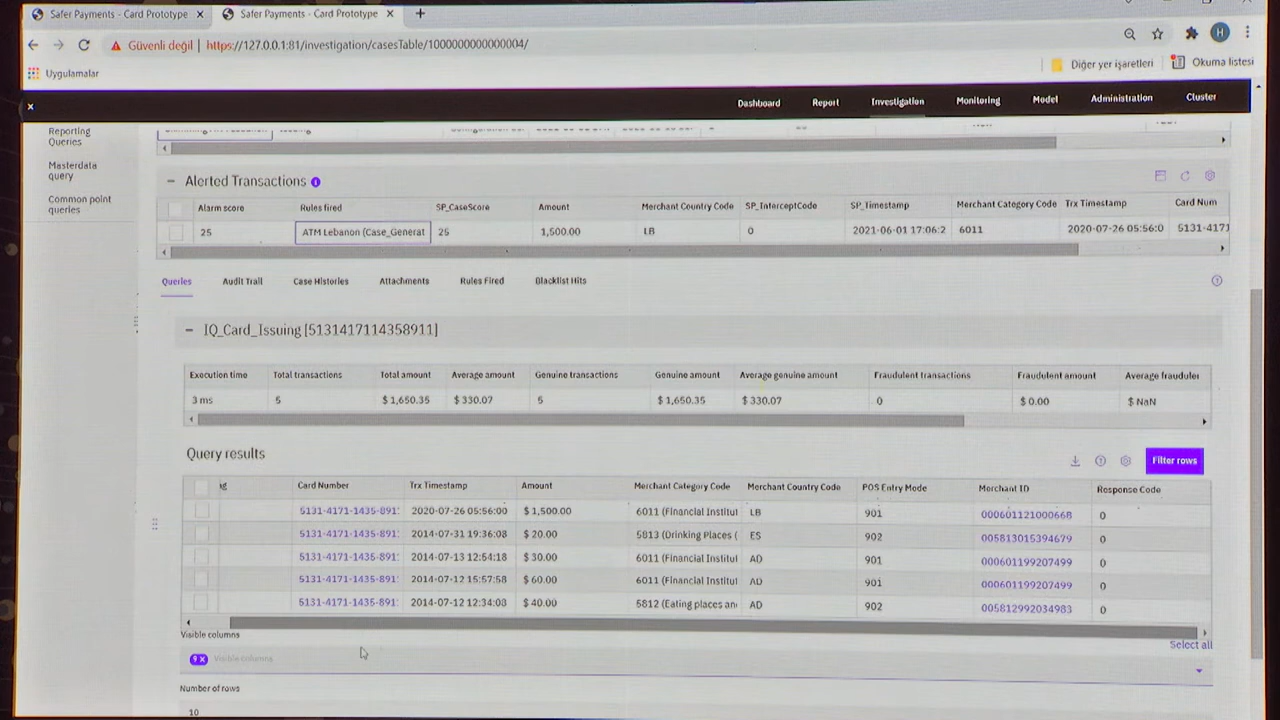 Safer Payments - Card Prototype × Safer Payments - Card Prototype × +
Güvenli değil | https://127.0.0.1:81/investigation/casesTable/1000000000000004/ H
Uygulamalar Diğer yer işaretleri Okuma listesi
× Dashboard Report Investigation Monitoring Model Administration Cluster
Reporting Queries
Masterdata query
Common point queries
− Alerted Transactions
Alarm score Rules fired SP_CaseScore Amount Merchant Country Code SP_InterceptCode SP_Timestamp Merchant Category Code Trx Timestamp Card Num
25 ATM Lebanon (Case_Generat 25 1,500.00 LB 0 2021-06-01 17:06:2 6011 2020-07-26 05:56:0 5131-4171
Queries Audit Trail Case Histories Attachments Rules Fired Blacklist Hits
− IQ_Card_Issuing [5131417114358911]
Execution time Total transactions Total amount Average amount Genuine transactions Genuine amount Average genuine amount Fraudulent transactions Fraudulent amount Average fraudulen
3 ms 5 $ 1,650.35 $ 330.07 5 $ 1,650.35 $ 330.07 0 $ 0.00 $ NaN
Query results Filter rows
Card Number Trx Timestamp Amount Merchant Category Code Merchant Country Code POS Entry Mode Merchant ID Response Code
5131-4171-1435-891 2020-07-26 05:56:00 $ 1,500.00 6011 (Financial Institut LB 901 000601121000668 0
5131-4171-1435-891 2014-07-31 19:36:08 $ 20.00 5813 (Drinking Places ( ES 902 005813015394679 0
5131-4171-1435-891 2014-07-13 12:54:18 $ 30.00 6011 (Financial Institut AD 901 000601199207499 0
5131-4171-1435-891 2014-07-12 15:57:58 $ 60.00 6011 (Financial Institut AD 901 000601199207499 0
5131-4171-1435-891 2014-07-12 12:34:03 $ 40.00 5812 (Eating places an AD 902 005812992034983 0
Visible columns
Select all
9 × Visible columns
Number of rows
10